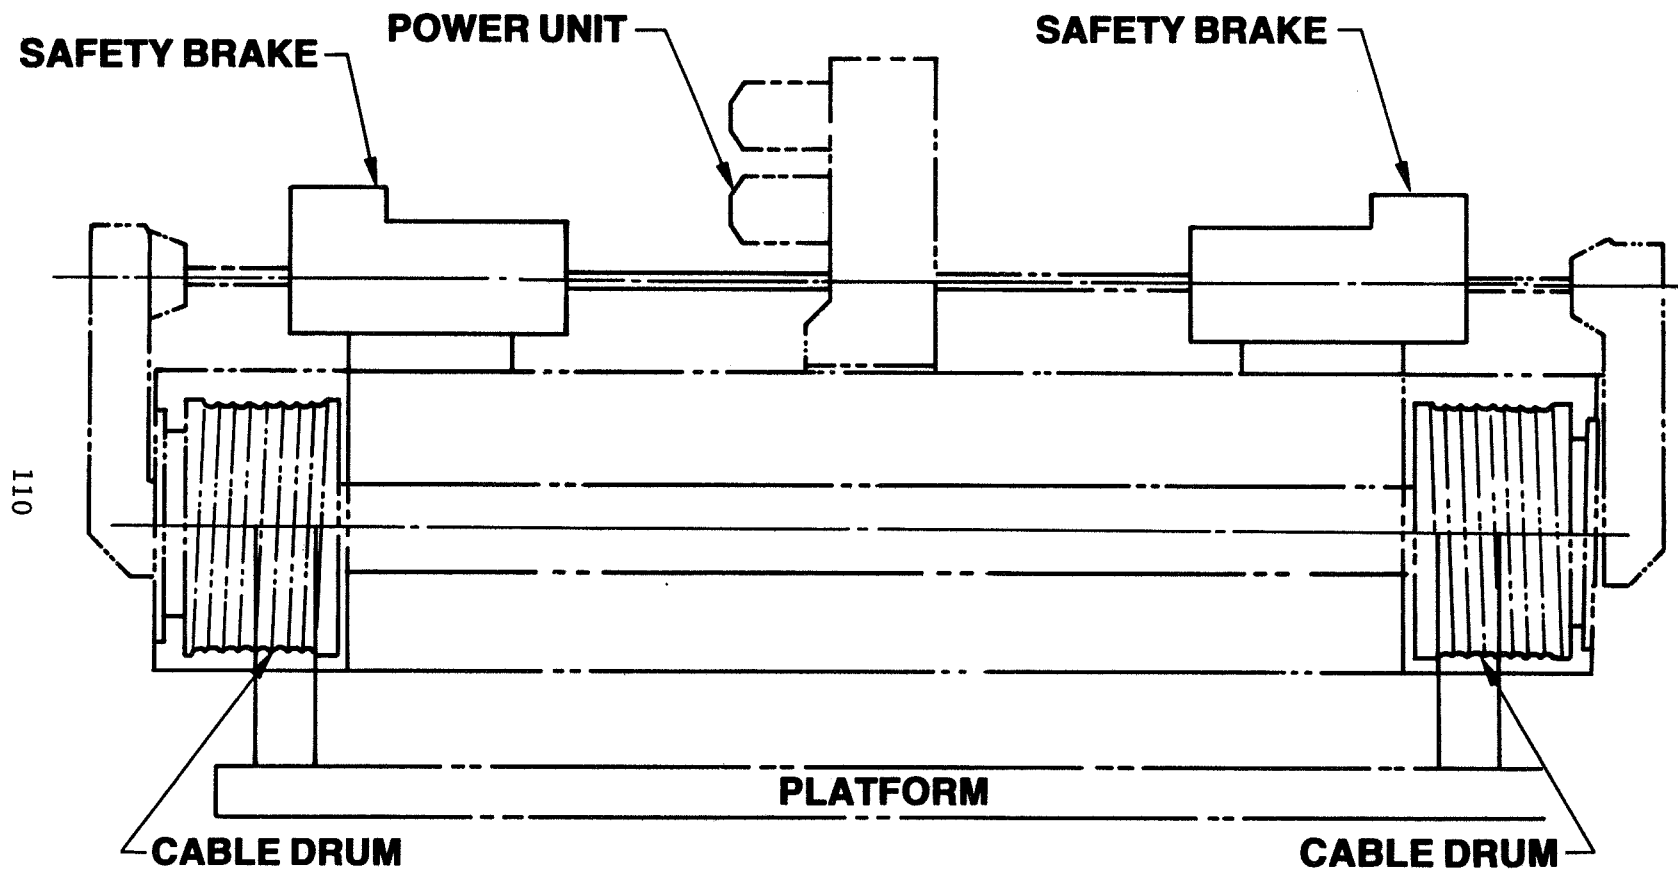 SAFETY BRAKE
POWER UNIT
SAFETY BRAKE
110
PLATFORM
CABLE DRUM
CABLE DRUM